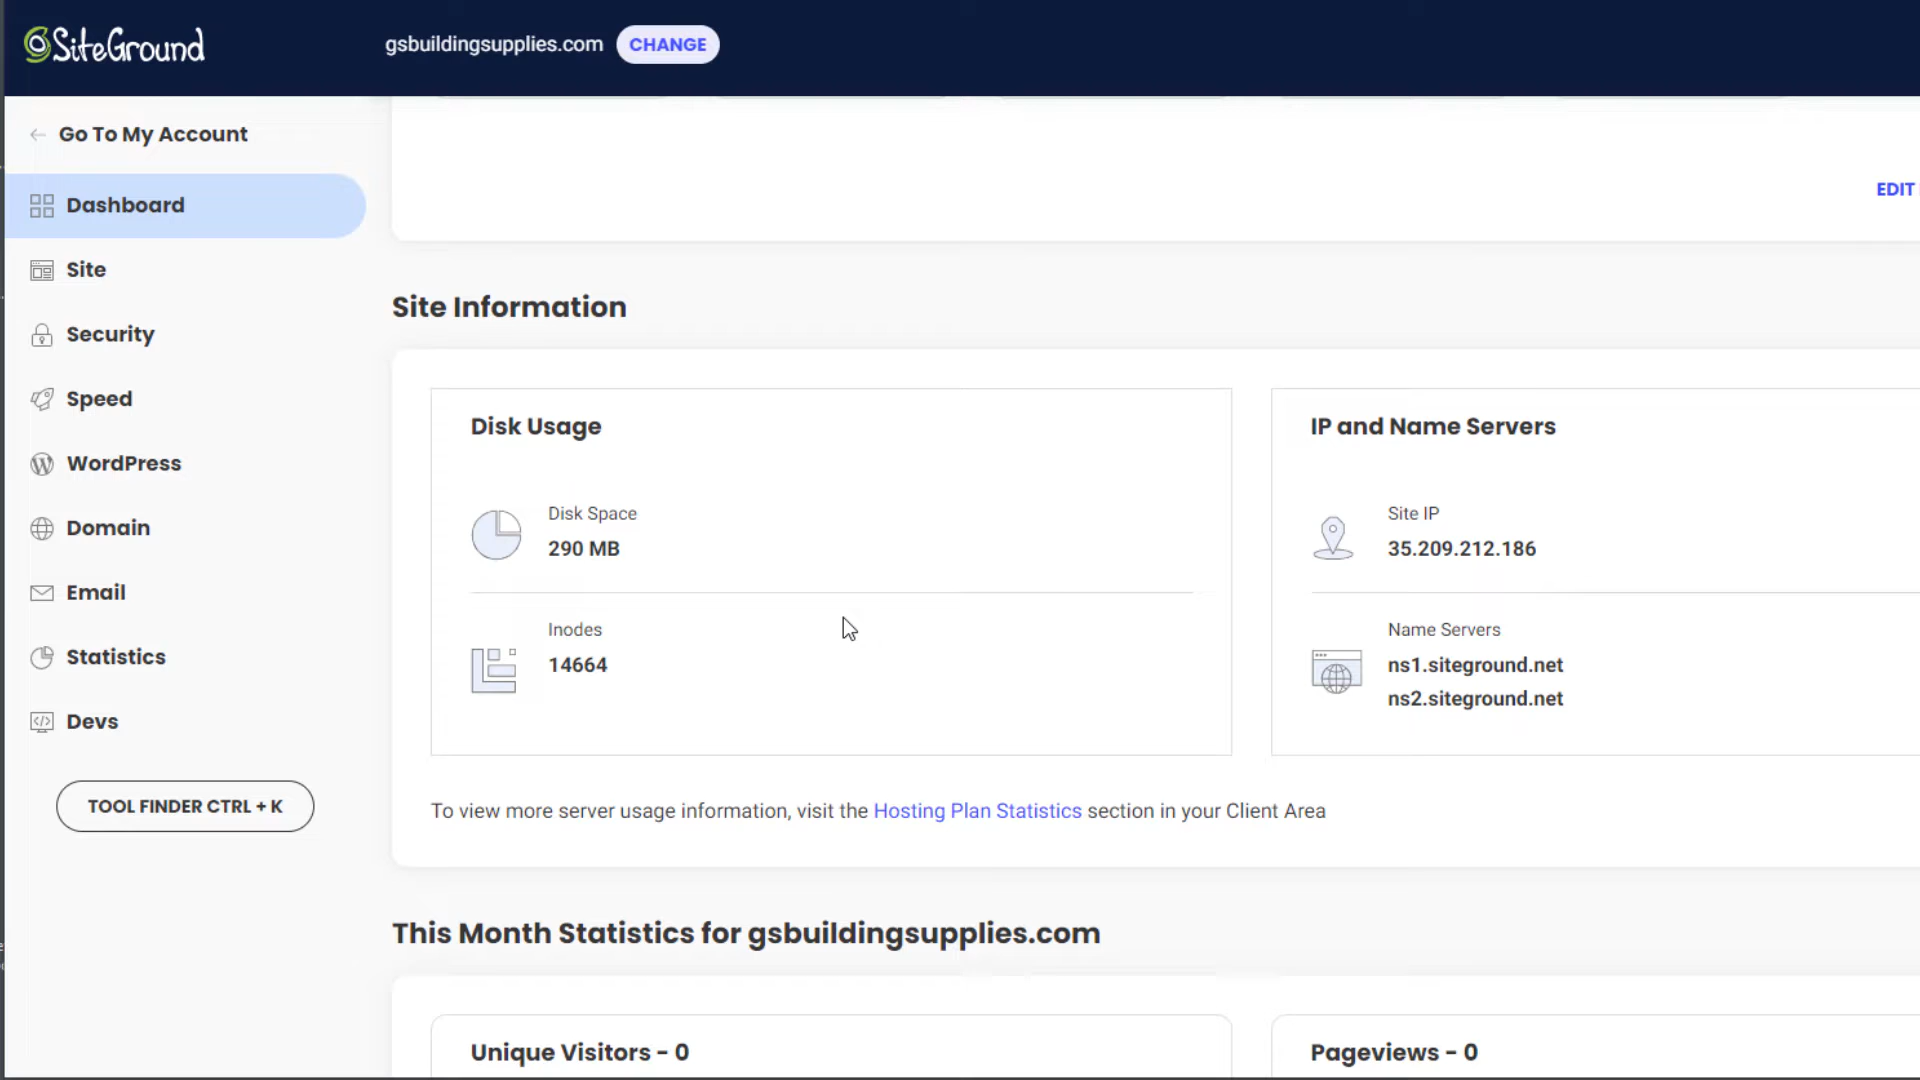 SiteGround
gsbuildingsupplies.com CHANGE
Go To My Account
Dashboard
Site
Security
Speed
WordPress
Domain
Email
Statistics
Devs
TOOL FINDER CTRL + K
EDIT
Site Information
Disk Usage
Disk Space
290 MB
Inodes
14664
IP and Name Servers
Site IP
35.209.212.186
Name Servers
ns1.siteground.net
ns2.siteground.net
To view more server usage information, visit the Hosting Plan Statistics section in your Client Area
This Month Statistics for gsbuildingsupplies.com
Unique Visitors - 0
Pageviews - 0